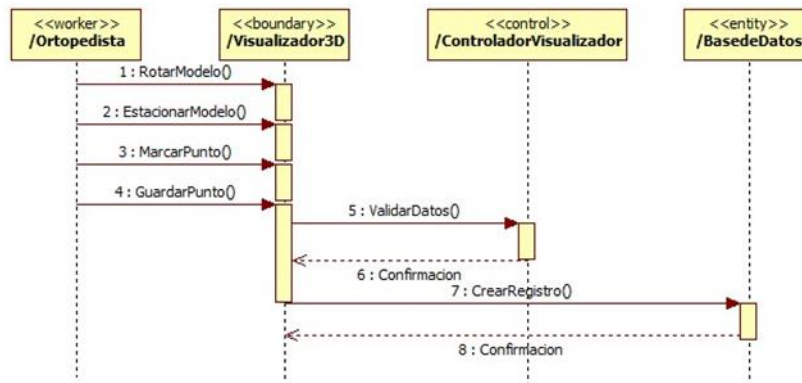 <<worker>>
/Ortopedista
<<boundary>>
/Visualizador3D
<<control>>
/ControladorVisualizador
<<entity>>
/BasedeDatos
1 : RotarModelo()
2 : EstacionarModelo()
3 : MarcarPunto()
4 : GuardarPunto()
5 : ValidarDatos()
6 : Confirmacion
7 : CrearRegistro()
8 : Confirmacion